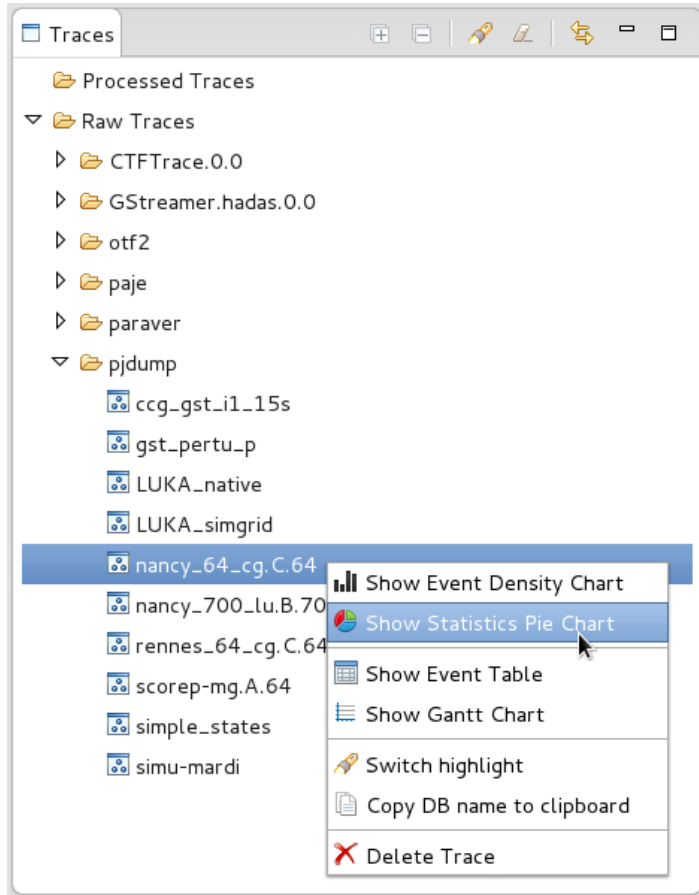 Traces
Processed Traces
Raw Traces
CTFTrace.0.0
GStreamer.hadas.0.0
otf2
paje
paraver
pjdump
ccg_gst_i1_15s
gst_pertu_p
LUKA_native
LUKA_simgrid
nancy_64_cg.C.64
nancy_700_lu.B.70
rennes_64_cg.C.64
scorep-mg.A.64
simple_states
simu-mardi
Show Event Density Chart
Show Statistics Pie Chart
Show Event Table
Show Gantt Chart
Switch highlight
Copy DB name to clipboard
Delete Trace